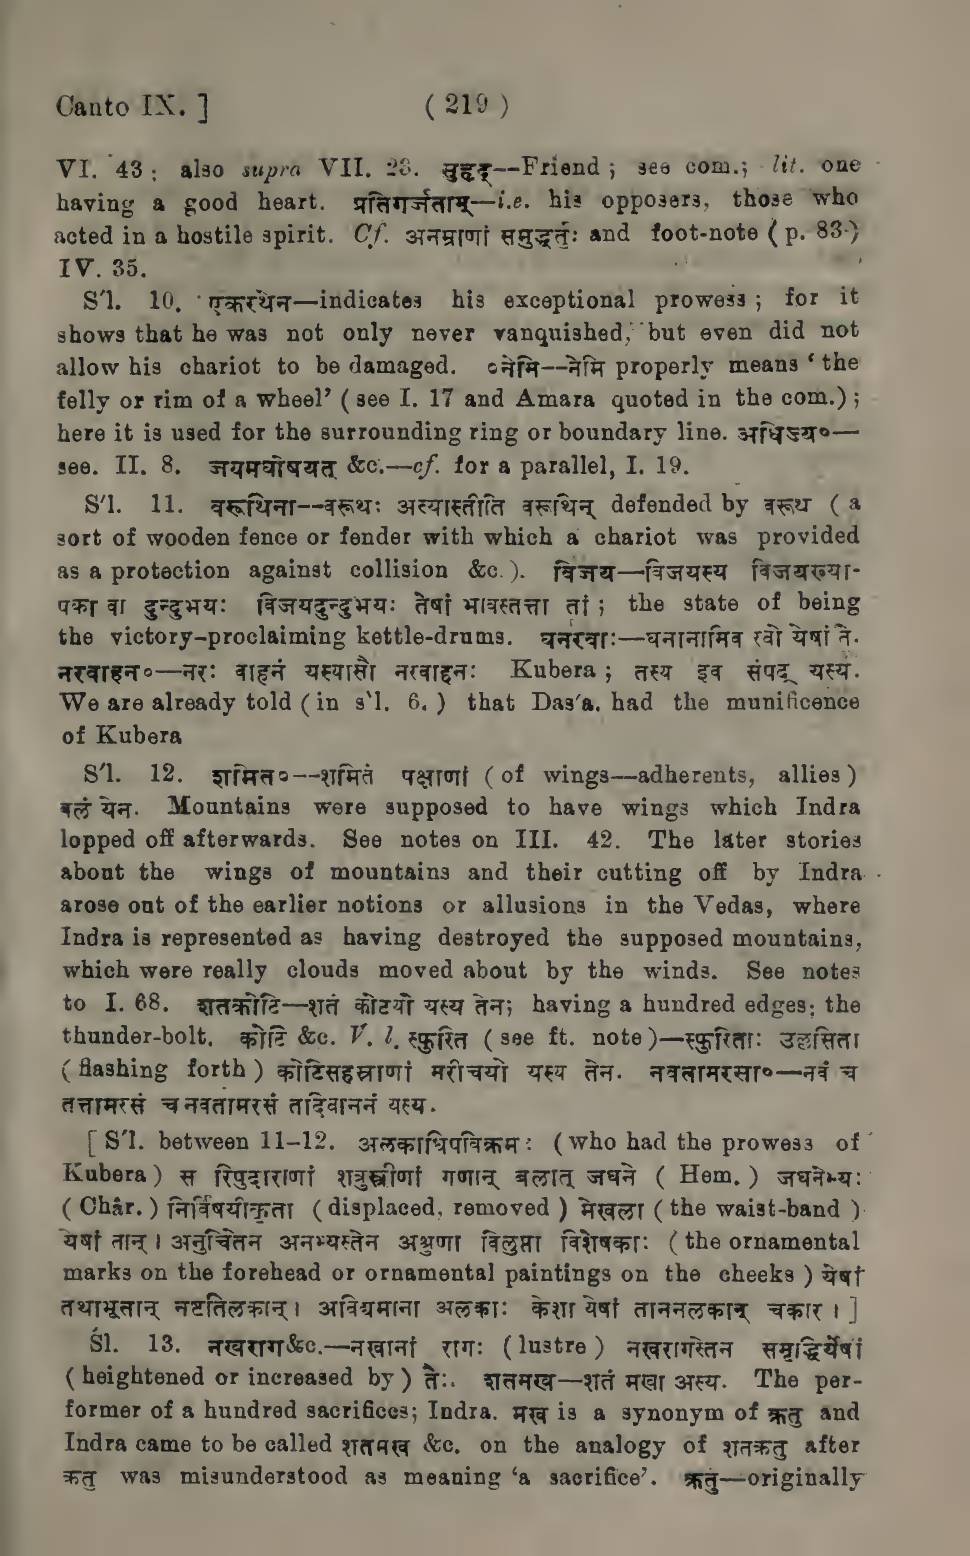 Canto IX. ] ( 219 )
VI. 43 ; also supra VII. 23. सुहृद्--Friend ; see com.; lit. one
having a good heart. प्रतिगर्जताम्—i.e. his opposers, those who
acted in a hostile spirit. Cf. अनम्राणां समुद्धर्तुः and foot-note ( p. 83 )
IV. 35.
S'l. 10. एकरथेन—indicates his exceptional prowess ; for it
shows that he was not only never vanquished, but even did not
allow his chariot to be damaged. ०नेमि--नेमि properly means ‘ the
felly or rim of a wheel’ ( see I. 17 and Amara quoted in the com.) ;
here it is used for the surrounding ring or boundary line. अधिज्य०—
see. II. 8. जयमघोषयत् &c.—cf. for a parallel, I. 19.
S'l. 11. वरूथिना--वरूथः अस्यास्तीति वरूथिन् defended by वरूथ ( a
sort of wooden fence or fender with which a chariot was provided
as a protection against collision &c. ). विजय—विजयस्य विजयख्या-
पका वा दुन्दुभयः विजयदुन्दुभयः तेषां भावस्तत्ता तां ; the state of being
the victory-proclaiming kettle-drums. घनरवाः—घनानामिव रवो येषां ते.
नरवाहन०—नरः वाहनं यस्यासौ नरवाहनः Kubera ; तस्य इव संपद् यस्य.
We are already told ( in s'l. 6. ) that Das'a. had the munificence
of Kubera
S'l. 12. शमित०--शमितं पक्षाणां ( of wings—adherents, allies )
बलं येन. Mountains were supposed to have wings which Indra
lopped off afterwards. See notes on III. 42. The later stories
about the wings of mountains and their cutting off by Indra
arose out of the earlier notions or allusions in the Vedas, where
Indra is represented as having destroyed the supposed mountains,
which were really clouds moved about by the winds. See notes
to I. 68. शतकोटि—शतं कोटयो यस्य तेन; having a hundred edges; the
thunder-bolt. कोटि &c. V. l. स्फुरित ( see ft. note )—स्फुरिताः उल्लसिता
( flashing forth ) कोटिसहस्राणां मरीचयो यस्य तेन. नवतामरसा०—नवं च
तत्तामरसं च नवतामरसं तदिवाननं यस्य.
[ S'l. between 11-12. अलकाधिपविक्रमः ( who had the prowess of
Kubera ) स रिपुदाराणां शत्रुस्त्रीणां गणान् बलात् जघने ( Hem. ) जघनेभ्यः
( Châr. ) निर्विषयीकृता ( displaced, removed ) मेखला ( the waist-band )
येषां तान् । अनुचितेन अनभ्यस्तेन अश्रुणा विलुप्ता विशेषकाः ( the ornamental
marks on the forehead or ornamental paintings on the cheeks ) येषां
तथाभूतान् नष्टतिलकान् । अविद्यमाना अलकाः केशा येषां ताननलकान् चकार । ]
Śl. 13. नखराग&c.—नखानां रागः ( lustre ) नखरागस्तेन समृद्धिर्येषां
( heightened or increased by ) तैः. शतमख—शतं मखा अस्य. The per-
former of a hundred sacrifices; Indra. मख is a synonym of क्रतु and
Indra came to be called शतमख &c. on the analogy of शतक्रतु after
क्रतु was misunderstood as meaning ‘a sacrifice’. क्रतु—originally